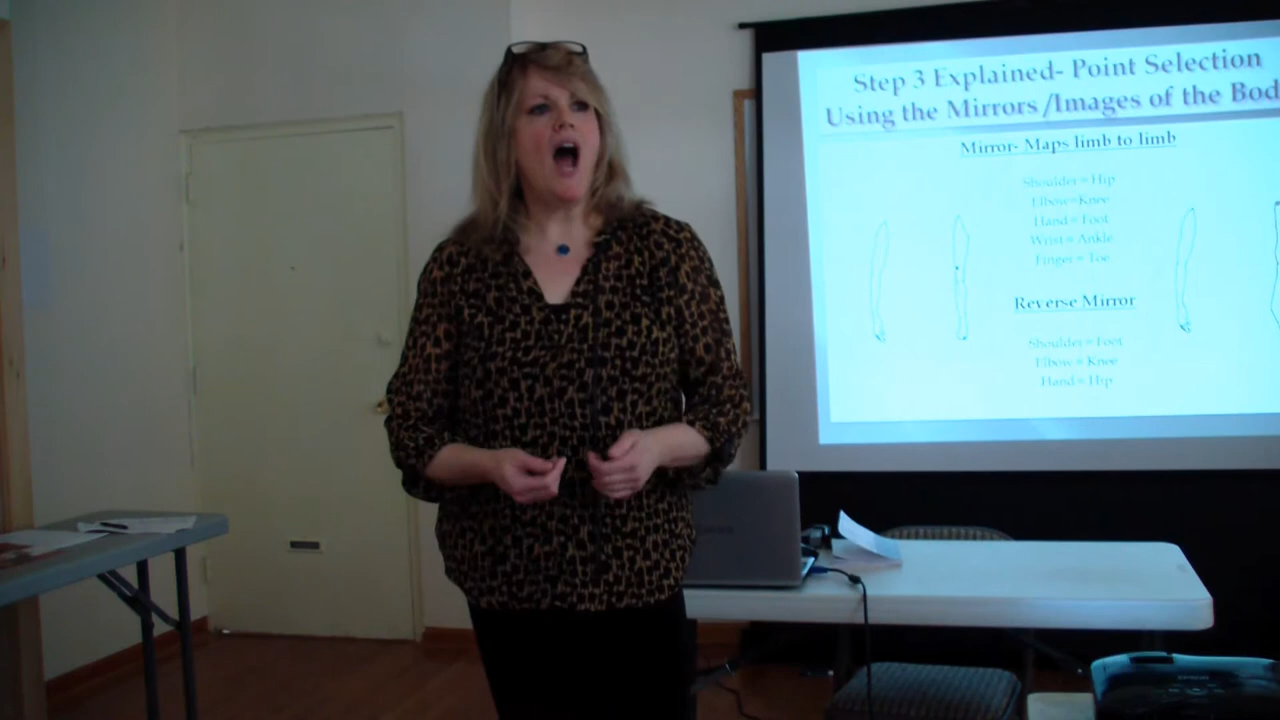 Step 3 Explained- Point Selection
Using the Mirrors /Images of the Bod
Mirror- Maps limb to limb
Shoulder = Hip
Elbow=Knee
Hand = Foot
Wrist = Ankle
Finger = Toe
Reverse Mirror
Shoulder = Foot
Elbow = Knee
Hand = Hip
EPSON